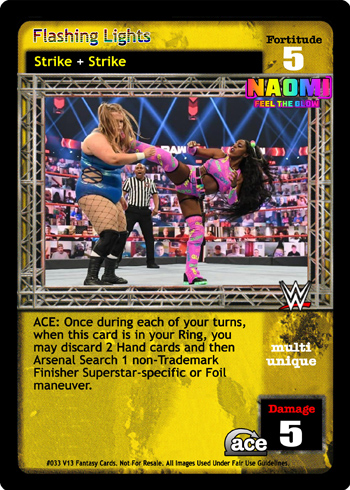 Flashing Lights
Fortitude
5
Strike + Strike
NAOMI
FEEL THE GLOW
RAW
W
ACE: Once during each of your turns,
when this card is in your Ring, you
may discard 2 Hand cards and then
Arsenal Search 1 non-Trademark
Finisher Superstar-specific or Foil
maneuver.
multi
unique
Damage
5
ace
#033 V13 Fantasy Cards. Not For Resale. All Images Used Under Fair Use Guidelines.